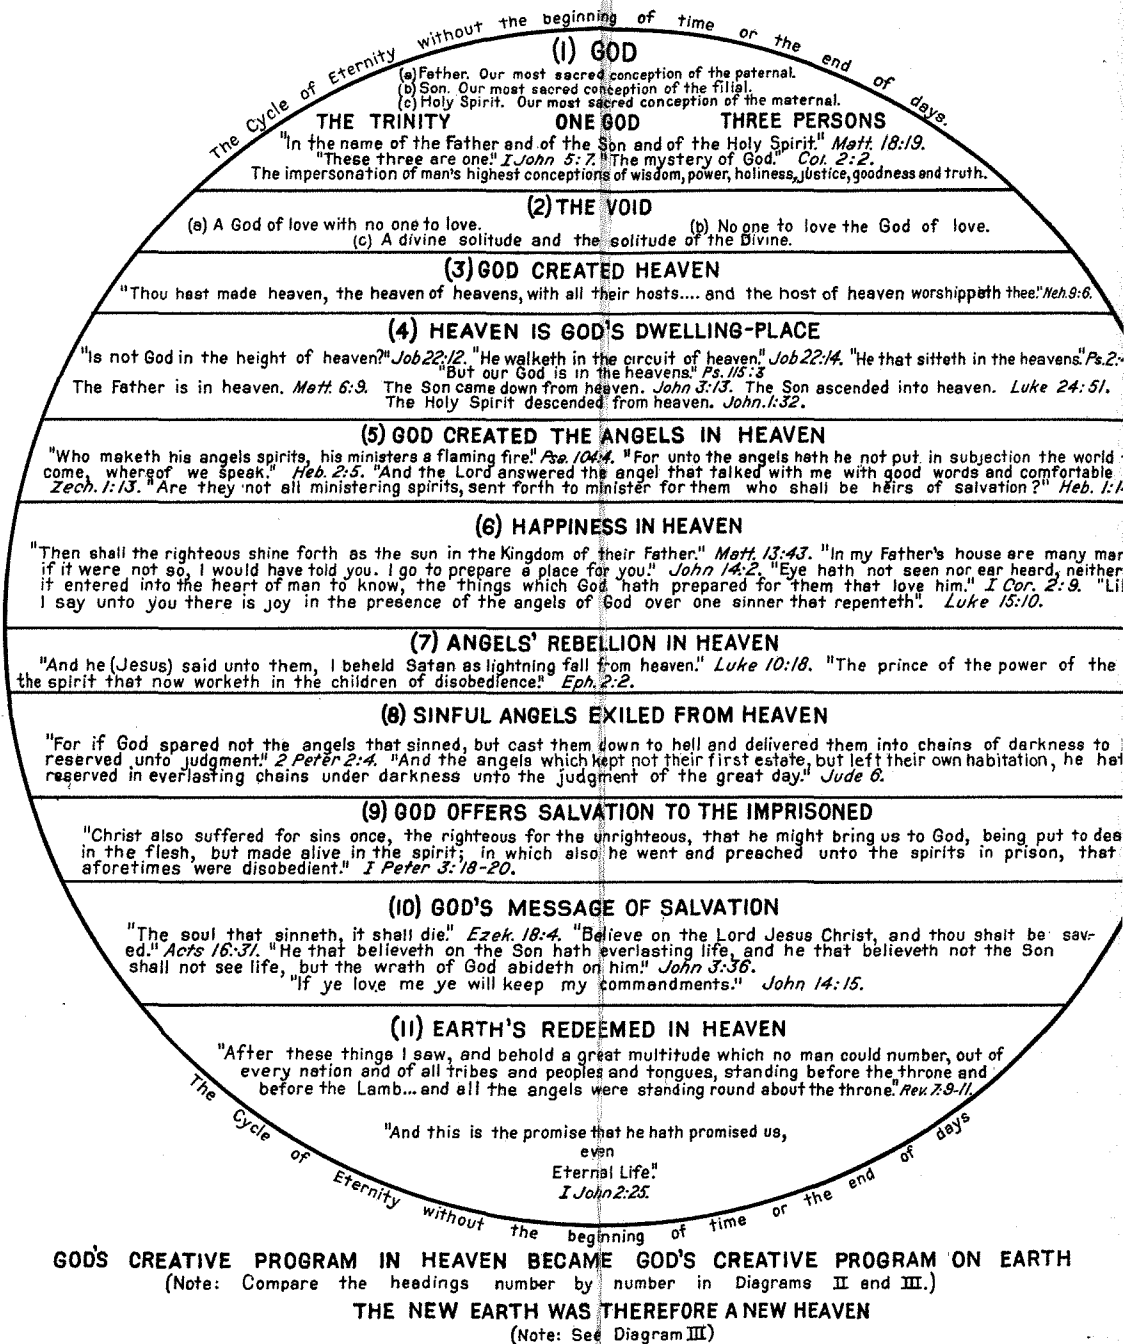 The Cycle of Eternity without the beginning of time or the end of days.
(1) GOD
(a) Father. Our most sacred conception of the paternal.
(b) Son. Our most sacred conception of the filial.
(c) Holy Spirit. Our most sacred conception of the maternal.
THE TRINITY ONE GOD THREE PERSONS
"In the name of the Father and of the Son and of the Holy Spirit." Matt. 18:19.
"These three are one." I John 5:7. "The mystery of God." Col. 2:2.
The impersonation of man's highest conceptions of wisdom, power, holiness, justice, goodness and truth.
(2) THE VOID
(a) A God of love with no one to love. (b) No one to love the God of love.
(c) A divine solitude and the solitude of the Divine.
(3) GOD CREATED HEAVEN
"Thou hast made heaven, the heaven of heavens, with all their hosts.... and the host of heaven worshippeth thee." Neh. 9:6.
(4) HEAVEN IS GOD'S DWELLING-PLACE
"Is not God in the height of heaven?" Job 22:12. "He walketh in the circuit of heaven." Job 22:14. "He that sitteth in the heavens." Ps. 2:
"But our God is in the heavens." Ps. 115:3
The Father is in heaven. Matt. 6:9. The Son came down from heaven. John 3:13. The Son ascended into heaven. Luke 24:51.
The Holy Spirit descended from heaven. John. 1:32.
(5) GOD CREATED THE ANGELS IN HEAVEN
"Who maketh his angels spirits, his ministers a flaming fire." Psa. 104:4. "For unto the angels hath he not put in subjection the world
come, whereof we speak." Heb. 2:5. "And the Lord answered the angel that talked with me with good words and comfortable
Zech. 1:13. "Are they not all ministering spirits, sent forth to minister for them who shall be heirs of salvation?" Heb. 1:1
(6) HAPPINESS IN HEAVEN
"Then shall the righteous shine forth as the sun in the Kingdom of their Father." Matt. 13:43. "In my Father's house are many
if it were not so, I would have told you. I go to prepare a place for you." John 14:2. "Eye hath not seen nor ear heard, neither
it entered into the heart of man to know, the things which God hath prepared for them that love him." I Cor. 2:9.
I say unto you there is joy in the presence of the angels of God over one sinner that repenteth". Luke 15:10.
(7) ANGELS' REBELLION IN HEAVEN
"And he (Jesus) said unto them, I beheld Satan as lightning fall from heaven." Luke 10:18. "The prince of the power of the
the spirit that now worketh in the children of disobedience." Eph. 2:2.
(8) SINFUL ANGELS EXILED FROM HEAVEN
"For if God spared not the angels that sinned, but cast them down to hell and delivered them into chains of darkness to
reserved unto judgment." 2 Peter 2:4. "And the angels which kept not their first estate, but left their own habitation, he
reserved in everlasting chains under darkness unto the judgment of the great day." Jude 6.
(9) GOD OFFERS SALVATION TO THE IMPRISONED
"Christ also suffered for sins once, the righteous for the unrighteous, that he might bring us to God, being put to
in the flesh, but made alive in the spirit; in which also he went and preached unto the spirits in prison, that
aforetimes were disobedient." I Peter 3:18-20.
(10) GOD'S MESSAGE OF SALVATION
"The soul that sinneth, it shall die." Ezek. 18:4. "Believe on the Lord Jesus Christ, and thou shalt be sav-
ed." Acts 16:31. "He that believeth on the Son hath everlasting life, and he that believeth not the Son
shall not see life, but the wrath of God abideth on him." John 3:36.
"If ye love me ye will keep my commandments." John 14:15.
(11) EARTH'S REDEEMED IN HEAVEN
"After these things I saw, and behold a great multitude which no man could number, out of
every nation and of all tribes and peoples and tongues, standing before the throne and
before the Lamb... and all the angels were standing round about the throne." Rev. 7:9-11.
"And this is the promise that he hath promised us,
even
Eternal Life."
I John 2:25.
The Cycle of Eternity without the beginning of time or the end of days
GOD'S CREATIVE PROGRAM IN HEAVEN BECAME GOD'S CREATIVE PROGRAM ON EARTH
(Note: Compare the headings number by number in Diagrams II and III.)
THE NEW EARTH WAS THEREFORE A NEW HEAVEN
(Note: See Diagram III)